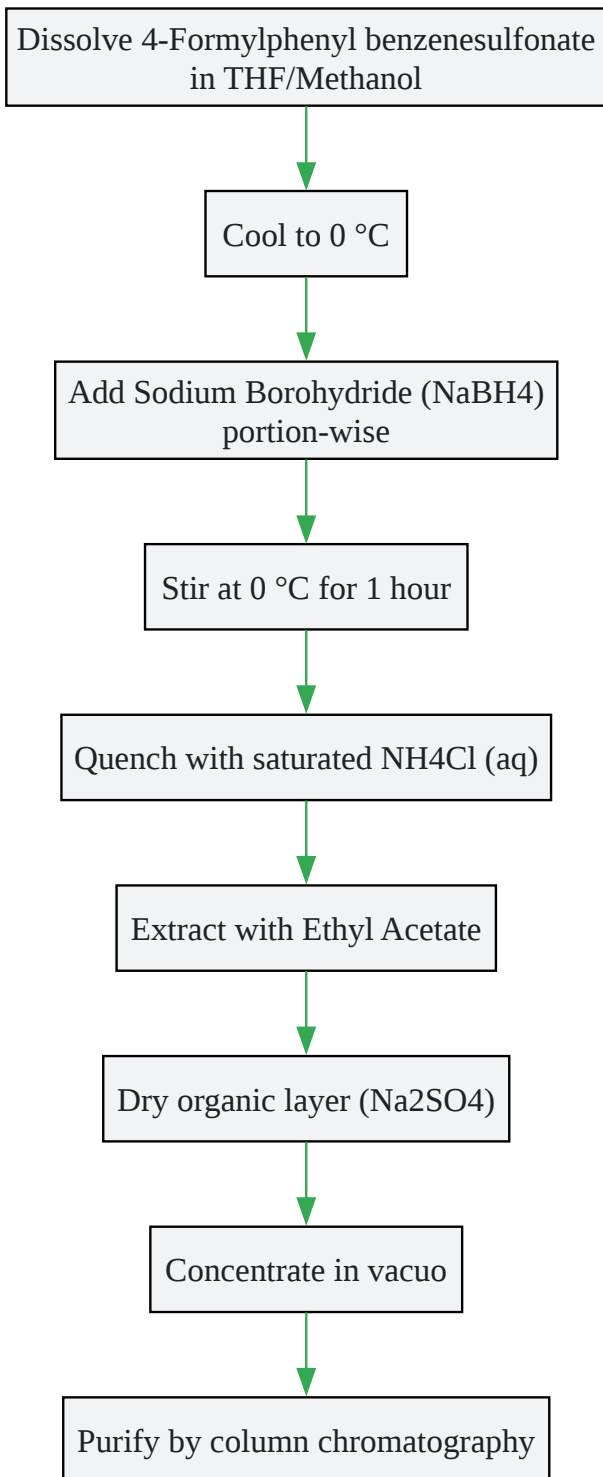 Dissolve 4-Formylphenyl benzenesulfonate
in THF/Methanol
Cool to 0 °C
Add Sodium Borohydride (NaBH4)
portion-wise
Stir at 0 °C for 1 hour
Quench with saturated NH4Cl (aq)
Extract with Ethyl Acetate
Dry organic layer (Na2SO4)
Concentrate in vacuo
Purify by column chromatography